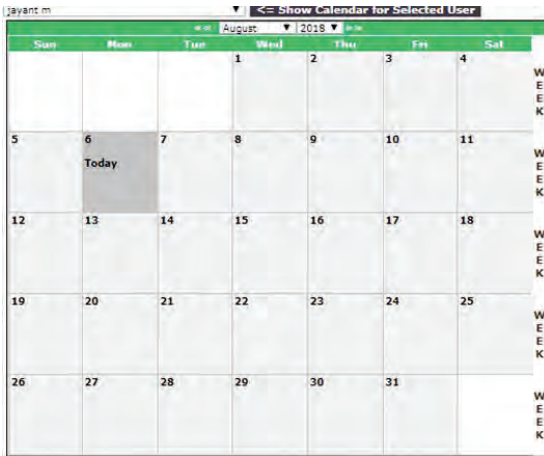 jayant m ▼ <= Show Calendar for Selected User
<< August ▼ 2018 ▼ >>
Sun Mon Tue Wed Thu Fri Sat
1 2 3 4
W
E
E
K
5 6 7 8 9 10 11
Today
W
E
E
K
12 13 14 15 16 17 18
W
E
E
K
19 20 21 22 23 24 25
W
E
E
K
26 27 28 29 30 31
W
E
E
K